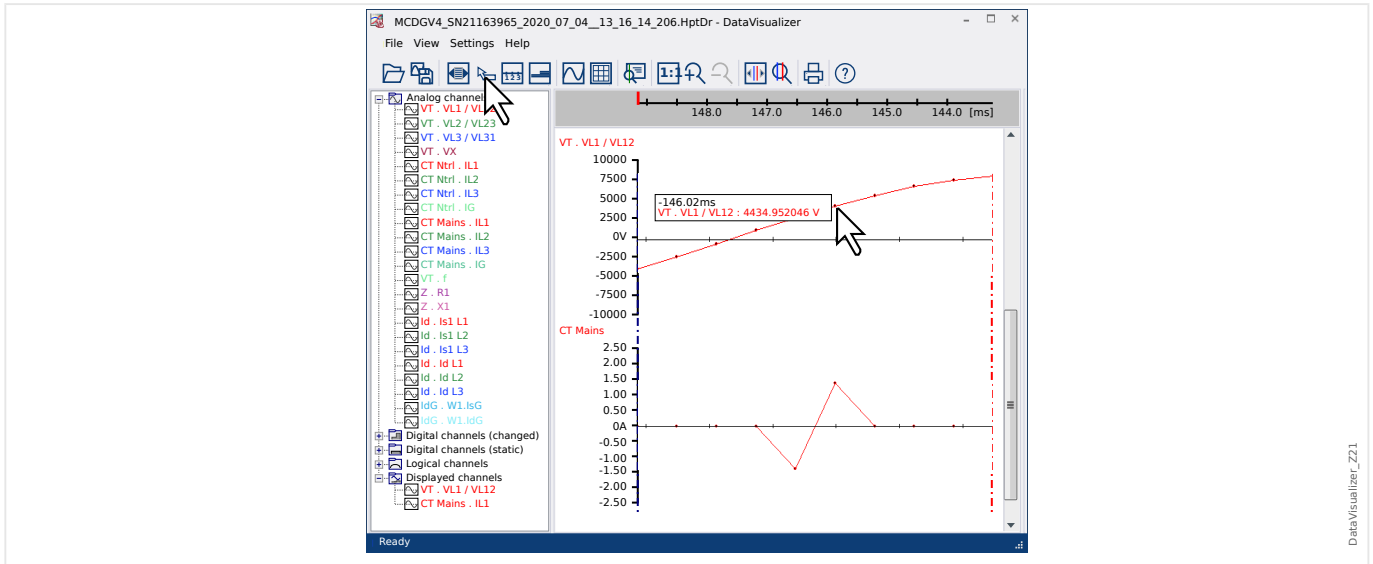 MCDGV4_SN21163965_2020_07_04__13_16_14_206.HptDr - DataVisualizer
File View Settings Help
1 2 3
1:1
Analog channels
VT . VL1 / VL12
VT . VL2 / VL23
VT . VL3 / VL31
VT . VX
CT Ntrl . IL1
CT Ntrl . IL2
CT Ntrl . IL3
CT Ntrl . IG
CT Mains . IL1
CT Mains . IL2
CT Mains . IL3
CT Mains . IG
VT . f
Z . R1
Z . X1
Id . Is1 L1
Id . Is1 L2
Id . Is1 L3
Id . Id L1
Id . Id L2
Id . Id L3
IdG . W1.IsG
IdG . W1.IdG
Digital channels (changed)
Digital channels (static)
Logical channels
Displayed channels
VT . VL1 / VL12
CT Mains . IL1
148.0 147.0 146.0 145.0 144.0 [ms]
VT . VL1 / VL12
10000
7500
5000
2500
0V
-2500
-5000
-7500
-10000
-146.02ms
VT . VL1 / VL12 : 4434.952046 V
CT Mains
2.50
2.00
1.50
1.00
0.50
0A
-0.50
-1.00
-1.50
-2.00
-2.50
Ready
DataVisualizer_Z21